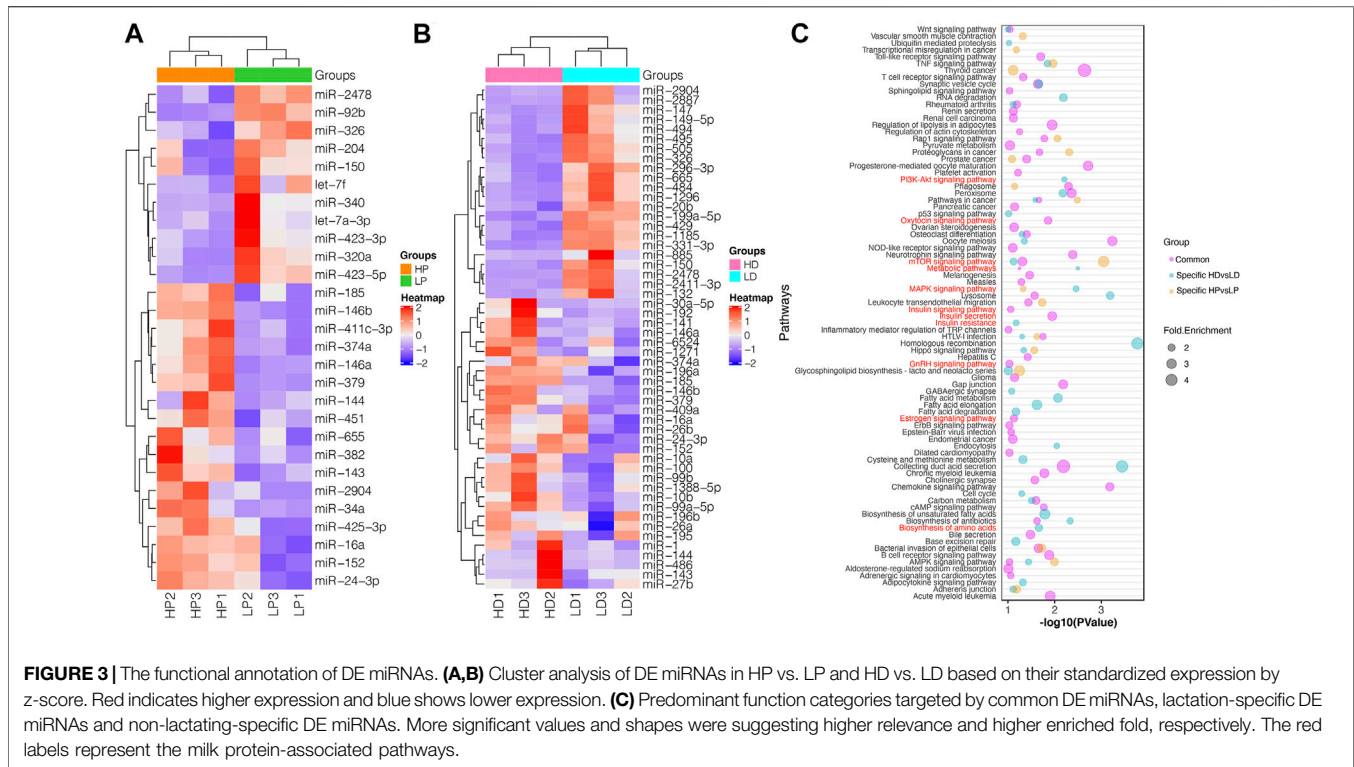 A
Groups
miR−2478
miR−92b
miR−326
miR−204
miR−150
let−7f
miR−340
let−7a−3p
miR−423−3p
miR−320a
miR−423−5p
miR−185
miR−146b
miR−411c−3p
miR−374a
miR−146a
miR−379
miR−144
miR−451
miR−655
miR−382
miR−143
miR−2904
miR−34a
miR−425−3p
miR−16a
miR−152
miR−24−3p
HP2
HP3
HP1
LP2
LP3
LP1
Groups
HP
LP
Heatmap
2
1
0
−1
−2
B
Groups
miR−2904
miR−2887
miR−147
miR−149−5p
miR−494
miR−495
miR−505
miR−326
miR−296−3p
miR−665
miR−484
miR−1296
miR−20b
miR−199a−5p
miR−429
miR−1185
miR−331−3p
miR−885
miR−150
miR−2478
miR−2411−3p
miR−132
miR−30a−5p
miR−192
miR−141
miR−146a
miR−6524
miR−1271
miR−374a
miR−196a
miR−185
miR−146b
miR−379
miR−409a
miR−16a
miR−26b
miR−24−3p
miR−152
miR−10a
miR−100
miR−99b
miR−1388−5p
miR−10b
miR−99a−5p
miR−196b
miR−26a
miR−195
miR−1
miR−144
miR−486
miR−143
miR−27b
HD1
HD3
HD2
LD1
LD3
LD2
Groups
HD
LD
Heatmap
2
1
0
−1
−2
C
Pathways
Wnt signaling pathway
Vascular smooth muscle contraction
Ubiquitin mediated proteolysis
Transcriptional misregulation in cancer
Toll−like receptor signaling pathway
TNF signaling pathway
Thyroid cancer
T cell receptor signaling pathway
Synaptic vesicle cycle
Sphingolipid signaling pathway
RNA degradation
Rheumatoid arthritis
Renin secretion
Renal cell carcinoma
Regulation of lipolysis in adipocytes
Regulation of actin cytoskeleton
Rap1 signaling pathway
Pyruvate metabolism
Proteoglycans in cancer
Prostate cancer
Progesterone−mediated oocyte maturation
Platelet activation
PI3K−Akt signaling pathway
Phagosome
Peroxisome
Pathways in cancer
Pancreatic cancer
p53 signaling pathway
Oxytocin signaling pathway
Ovarian steroidogenesis
Osteoclast differentiation
Oocyte meiosis
NOD−like receptor signaling pathway
Neurotrophin signaling pathway
mTOR signaling pathway
Metabolic pathways
Melanogenesis
Measles
MAPK signaling pathway
Lysosome
Leukocyte transendothelial migration
Insulin signaling pathway
Insulin secretion
Insulin resistance
Inflammatory mediator regulation of TRP channels
HTLV−I infection
Homologous recombination
Hippo signaling pathway
Hepatitis C
GnRH signaling pathway
Glycosphingolipid biosynthesis − lacto and neolacto series
Glioma
Gap junction
GABAergic synapse
Fatty acid metabolism
Fatty acid elongation
Fatty acid degradation
Estrogen signaling pathway
ErbB signaling pathway
Epstein−Barr virus infection
Endometrial cancer
Endocytosis
Dilated cardiomyopathy
Cysteine and methionine metabolism
Collecting duct acid secretion
Chronic myeloid leukemia
Cholinergic synapse
Chemokine signaling pathway
Cell cycle
Carbon metabolism
cAMP signaling pathway
Biosynthesis of unsaturated fatty acids
Biosynthesis of antibiotics
Biosynthesis of amino acids
Bile secretion
Base excision repair
Bacterial invasion of epithelial cells
B cell receptor signaling pathway
AMPK signaling pathway
Aldosterone−regulated sodium reabsorption
Adrenergic signaling in cardiomyocytes
Adipocytokine signaling pathway
Adherens junction
Acute myeloid leukemia
1
2
3
−log10(PValue)
Group
Common
Specific HDvsLD
Specific HPvsLP
Fold.Enrichment
2
3
4
FIGURE 3 | The functional annotation of DE miRNAs. (A,B) Cluster analysis of DE miRNAs in HP vs. LP and HD vs. LD based on their standardized expression by
z-score. Red indicates higher expression and blue shows lower expression. (C) Predominant function categories targeted by common DE miRNAs, lactation-specific DE
miRNAs and non-lactating-specific DE miRNAs. More significant values and shapes were suggesting higher relevance and higher enriched fold, respectively. The red
labels represent the milk protein-associated pathways.